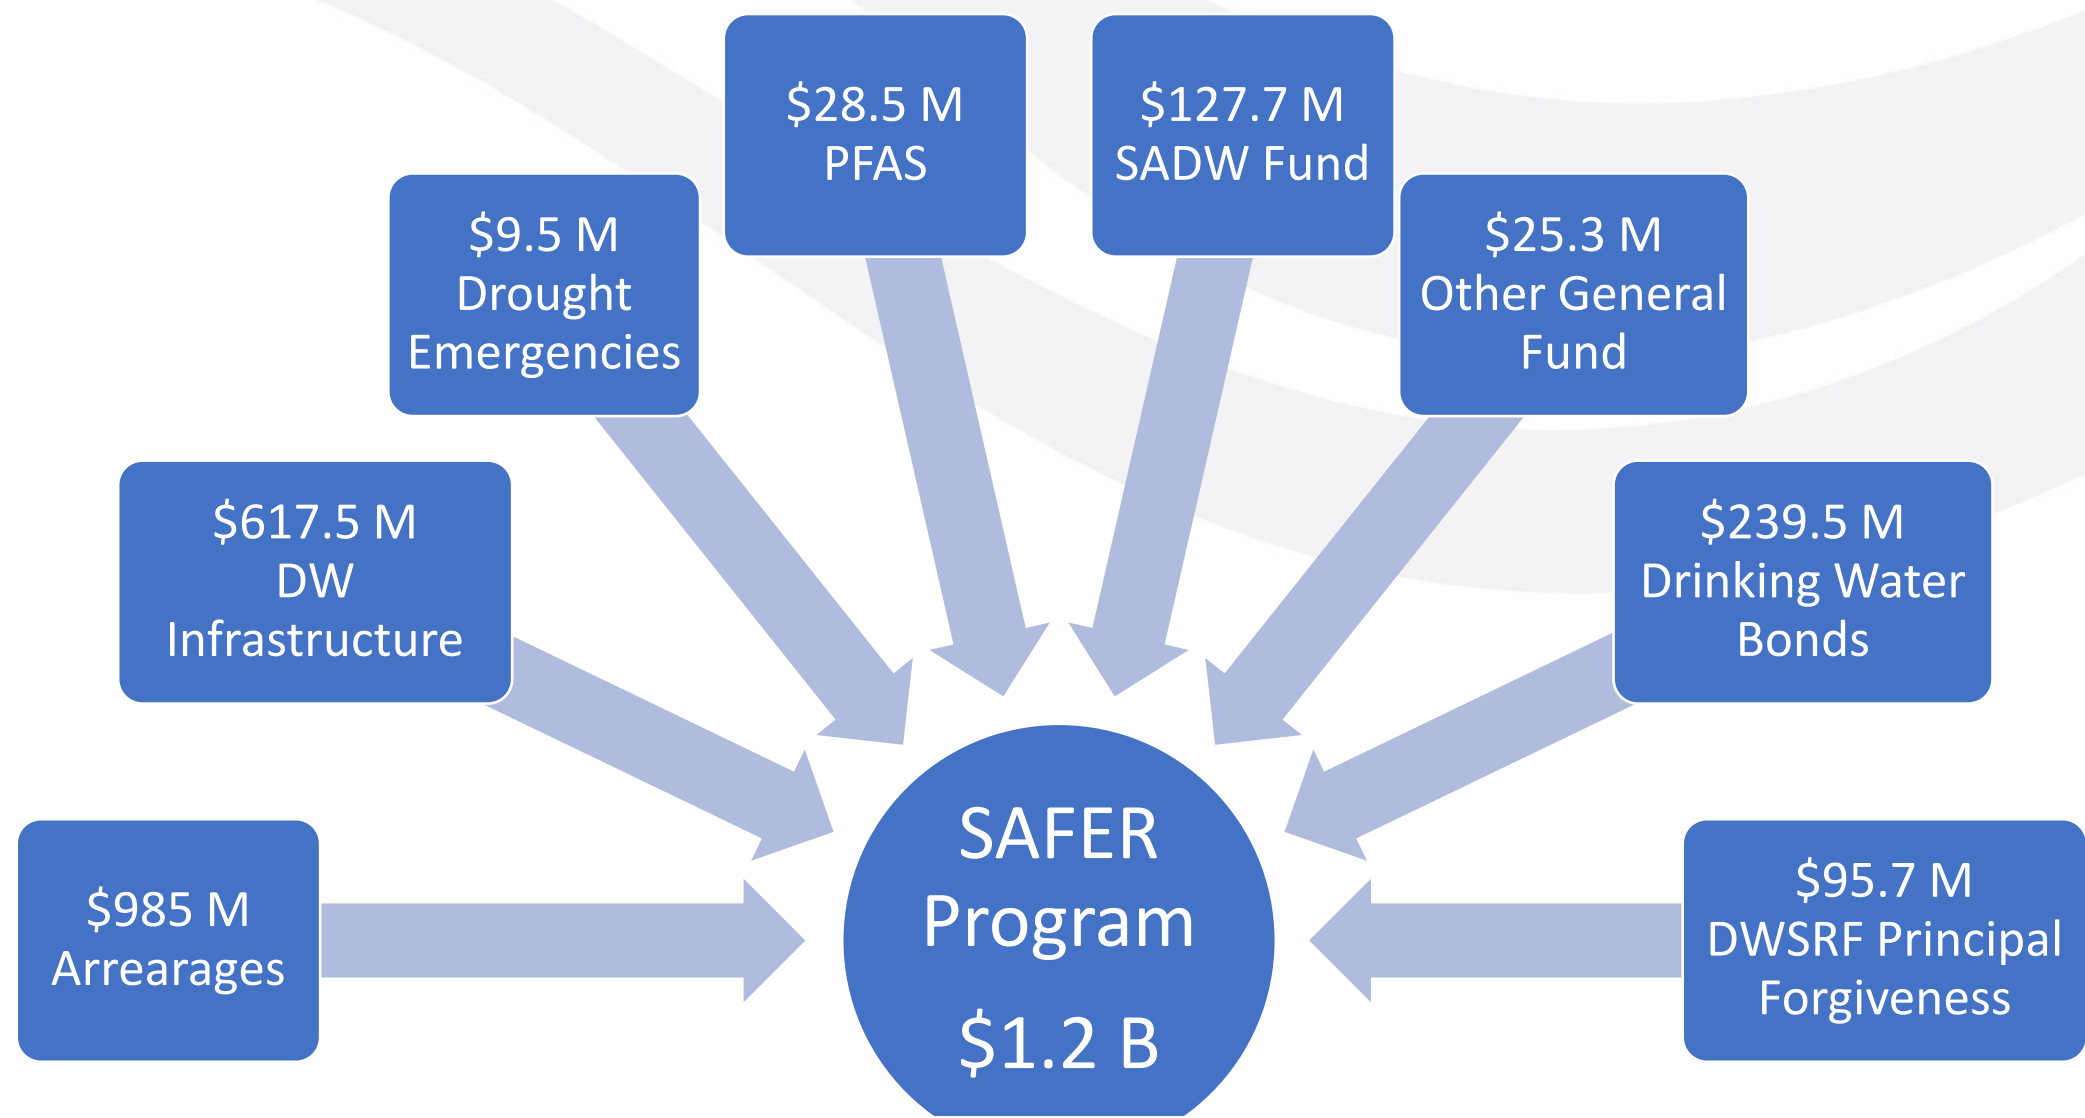 $28.5 M
PFAS
$127.7 M
SADW Fund
$9.5 M
Drought
Emergencies
$25.3 M
Other General
Fund
$617.5 M
DW
Infrastructure
$239.5 M
Drinking Water
Bonds
$985 M
Arrearages
SAFER
Program
$1.2 B
$95.7 M
DWSRF Principal
Forgiveness